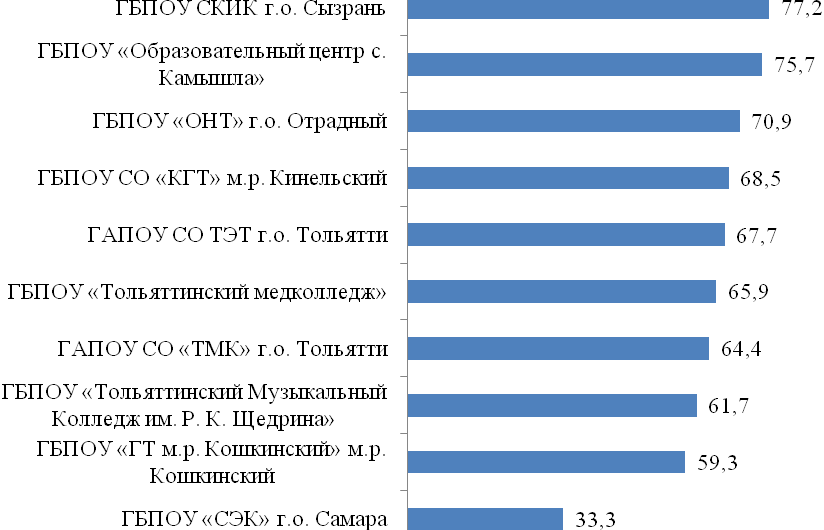 ГБПОУ СКИК г.о. Сызрань
77,2
ГБПОУ «Образовательный центр с.
Камышла»
75,7
ГБПОУ «ОНТ» г.о. Отрадный
70,9
ГБПОУ СО «КГТ» м.р. Кинельский
68,5
ГАПОУ СО ТЭТ г.о. Тольятти
67,7
ГБПОУ «Тольяттинский медколледж»
65,9
ГАПОУ СО «ТМК» г.о. Тольятти
64,4
ГБПОУ «Тольяттинский Музыкальный
Колледж им. Р. К. Щедрина»
61,7
ГБПОУ «ГТ м.р. Кошкинский» м.р.
Кошкинский
59,3
ГБПОУ «СЭК» г.о. Самара
33,3